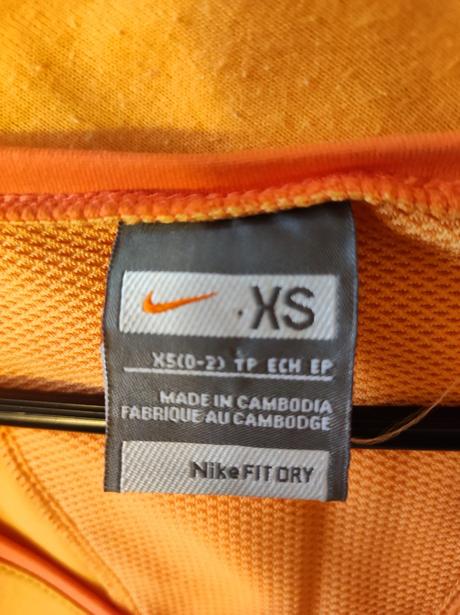 XS
XS(0-2) TP ECH EP
MADE IN CAMBODIA
FABRIQUE AU CAMBODGE
NikeFIT DRY